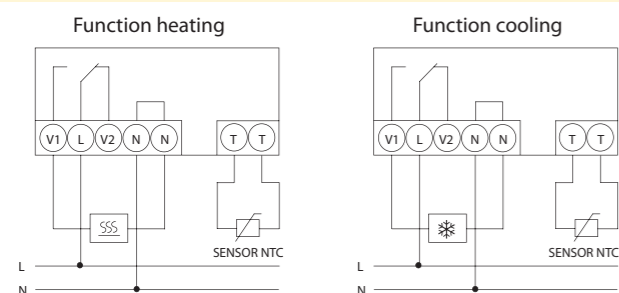 Function heating
V1 L V2 N N T T
SENSOR NTC
L
N
Function cooling
V1 L V2 N N T T
SENSOR NTC
L
N